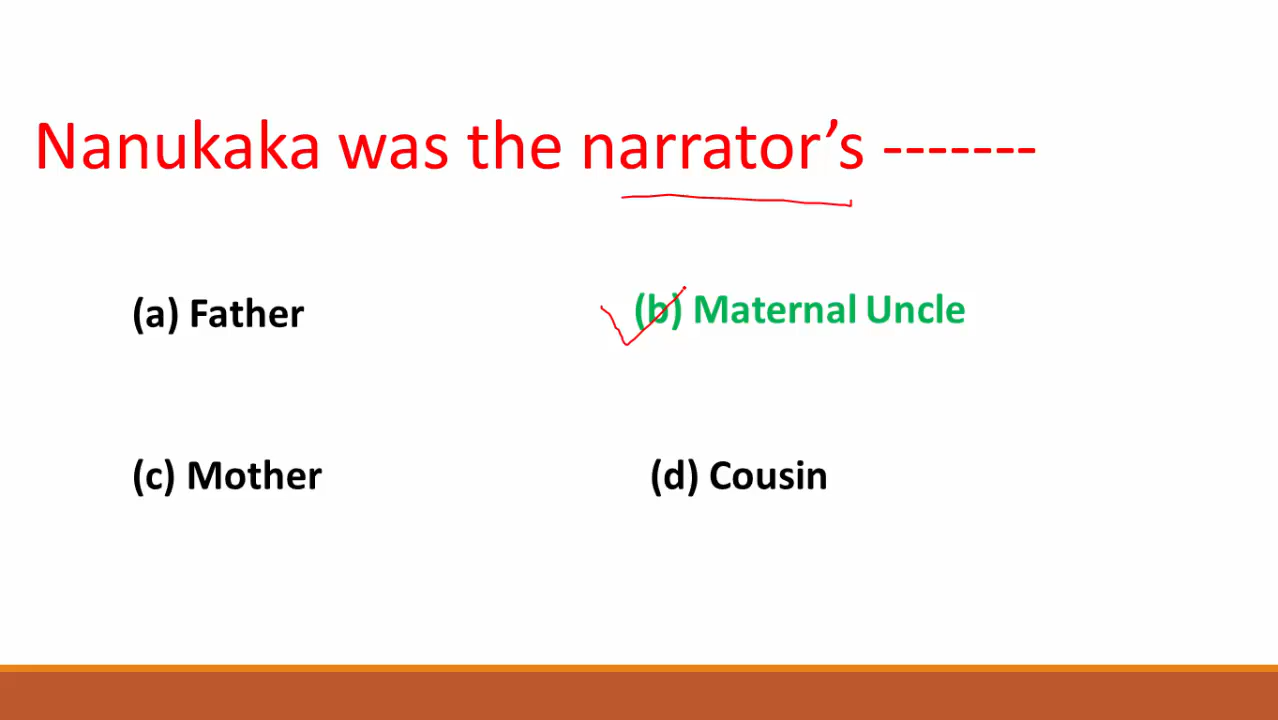 Nanukaka was the narrator’s -------
(a) Father
(b) Maternal Uncle
(c) Mother
(d) Cousin